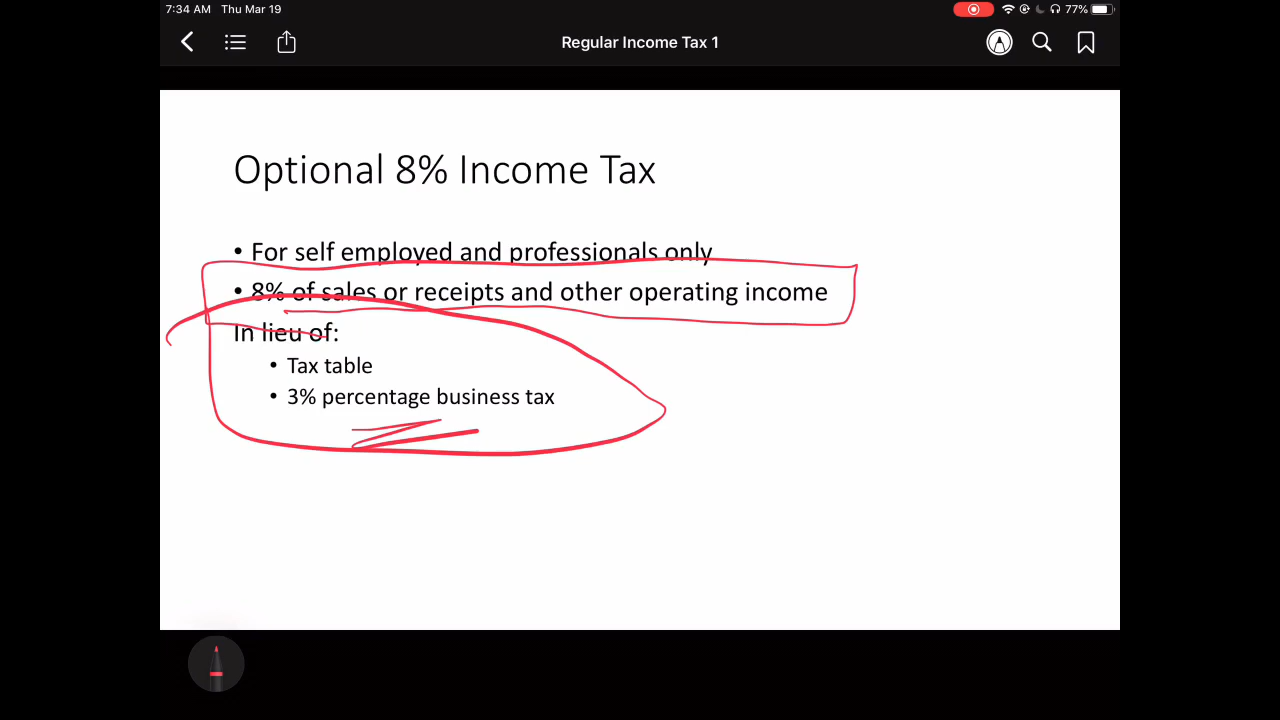 7:34 AM Thu Mar 19 77%
Regular Income Tax 1
Optional 8% Income Tax
• For self employed and professionals only
• 8% of sales or receipts and other operating income
In lieu of:
• Tax table
• 3% percentage business tax